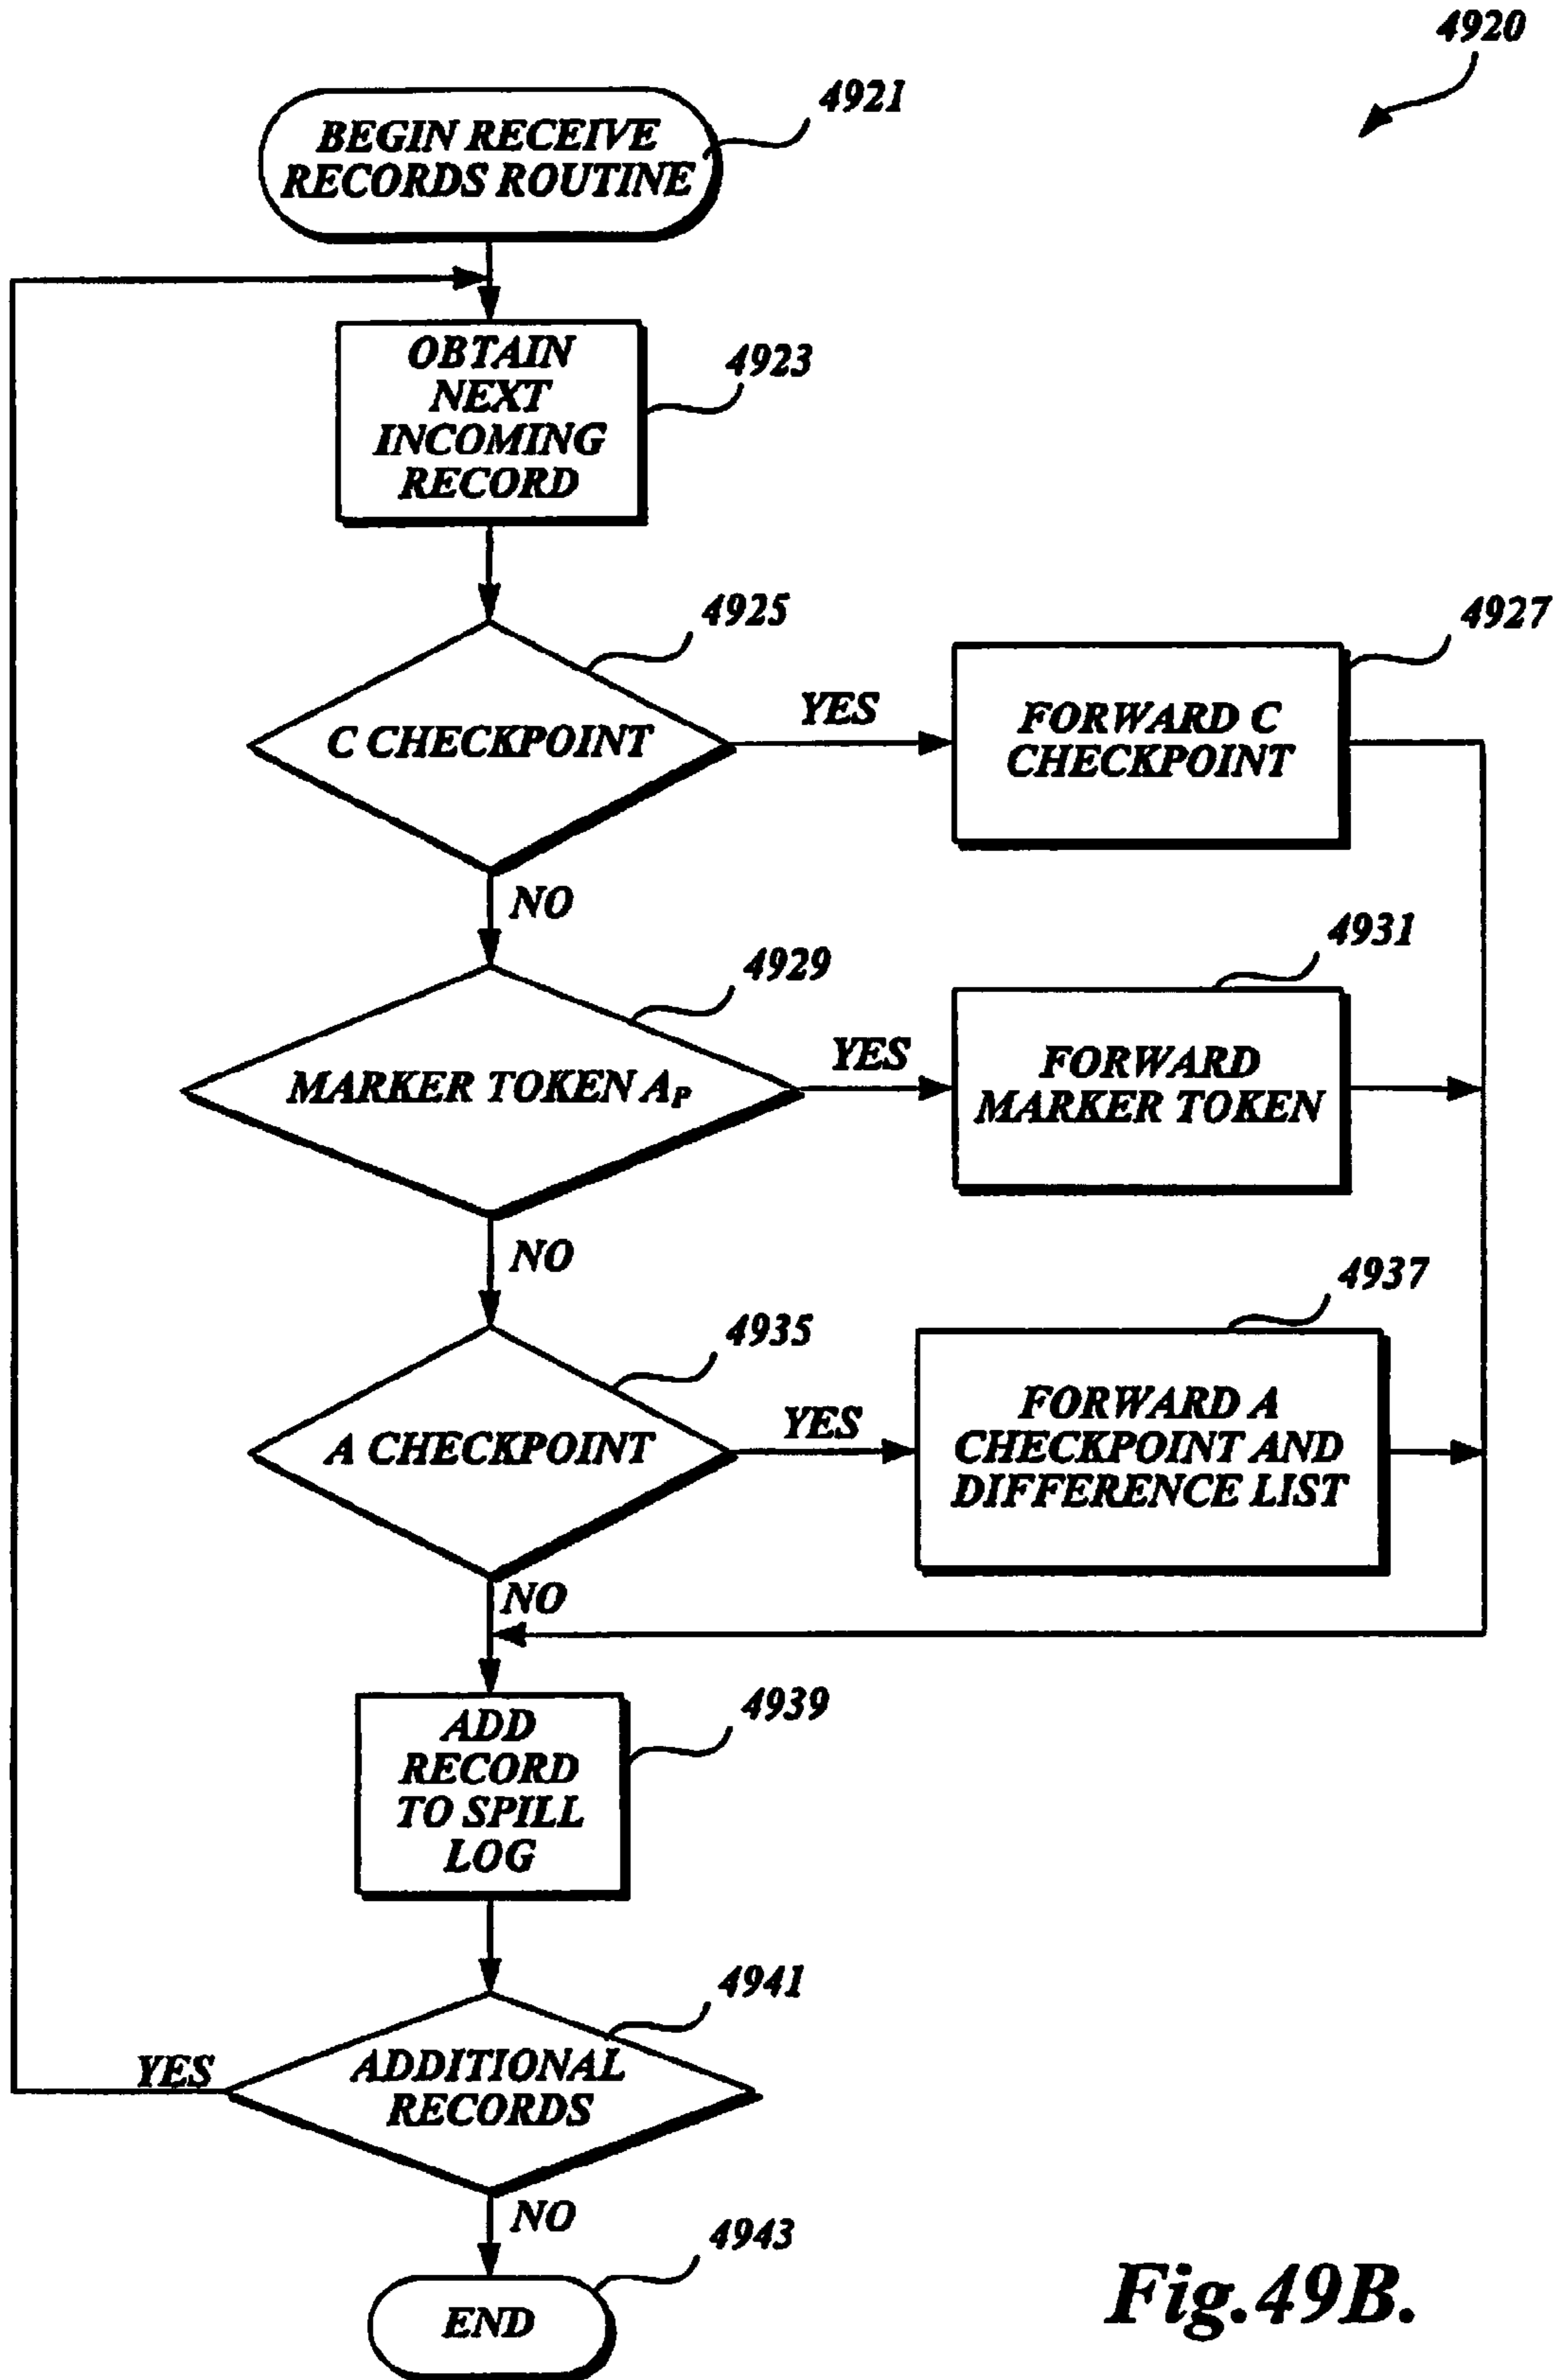 4920
BEGIN RECEIVE
RECORDS ROUTINE
4921
OBTAIN
NEXT
INCOMING
RECORD
4923
C CHECKPOINT
4925
YES
FORWARD C
CHECKPOINT
4927
NO
MARKER TOKEN AP
4929
YES
FORWARD
MARKER TOKEN
4931
NO
A CHECKPOINT
4935
YES
FORWARD A
CHECKPOINT AND
DIFFERENCE LIST
4937
NO
ADD
RECORD
TO SPILL
LOG
4939
ADDITIONAL
RECORDS
4941
YES
NO
END
4943
Fig.49B.